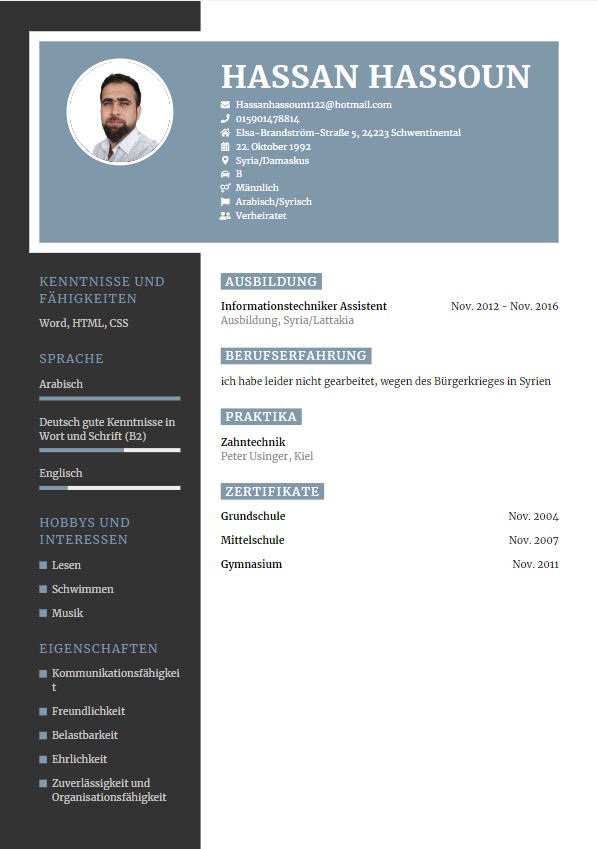 HASSAN HASSOUN
Hassanhassoun1122@hotmail.com
015901478814
Elsa-Brandström-Straße 5, 24223 Schwentinental
22. Oktober 1992
Syria/Damaskus
B
Männlich
Arabisch/Syrisch
Verheiratet
KENNTNISSE UND
FÄHIGKEITEN
Word, HTML, CSS
SPRACHE
Arabisch
Deutsch gute Kenntnisse in
Wort und Schrift (B2)
Englisch
HOBBYS UND
INTERESSEN
Lesen
Schwimmen
Musik
EIGENSCHAFTEN
Kommunikationsfähigkei
t
Freundlichkeit
Belastbarkeit
Ehrlichkeit
Zuverlässigkeit und
Organisationsfähigkeit
AUSBILDUNG
Informationstechniker Assistent Nov. 2012 - Nov. 2016
Ausbildung, Syria/Lattakia
BERUFSERFAHRUNG
ich habe leider nicht gearbeitet, wegen des Bürgerkrieges in Syrien
PRAKTIKA
Zahntechnik
Peter Usinger, Kiel
ZERTIFIKATE
Grundschule Nov. 2004
Mittelschule Nov. 2007
Gymnasium Nov. 2011